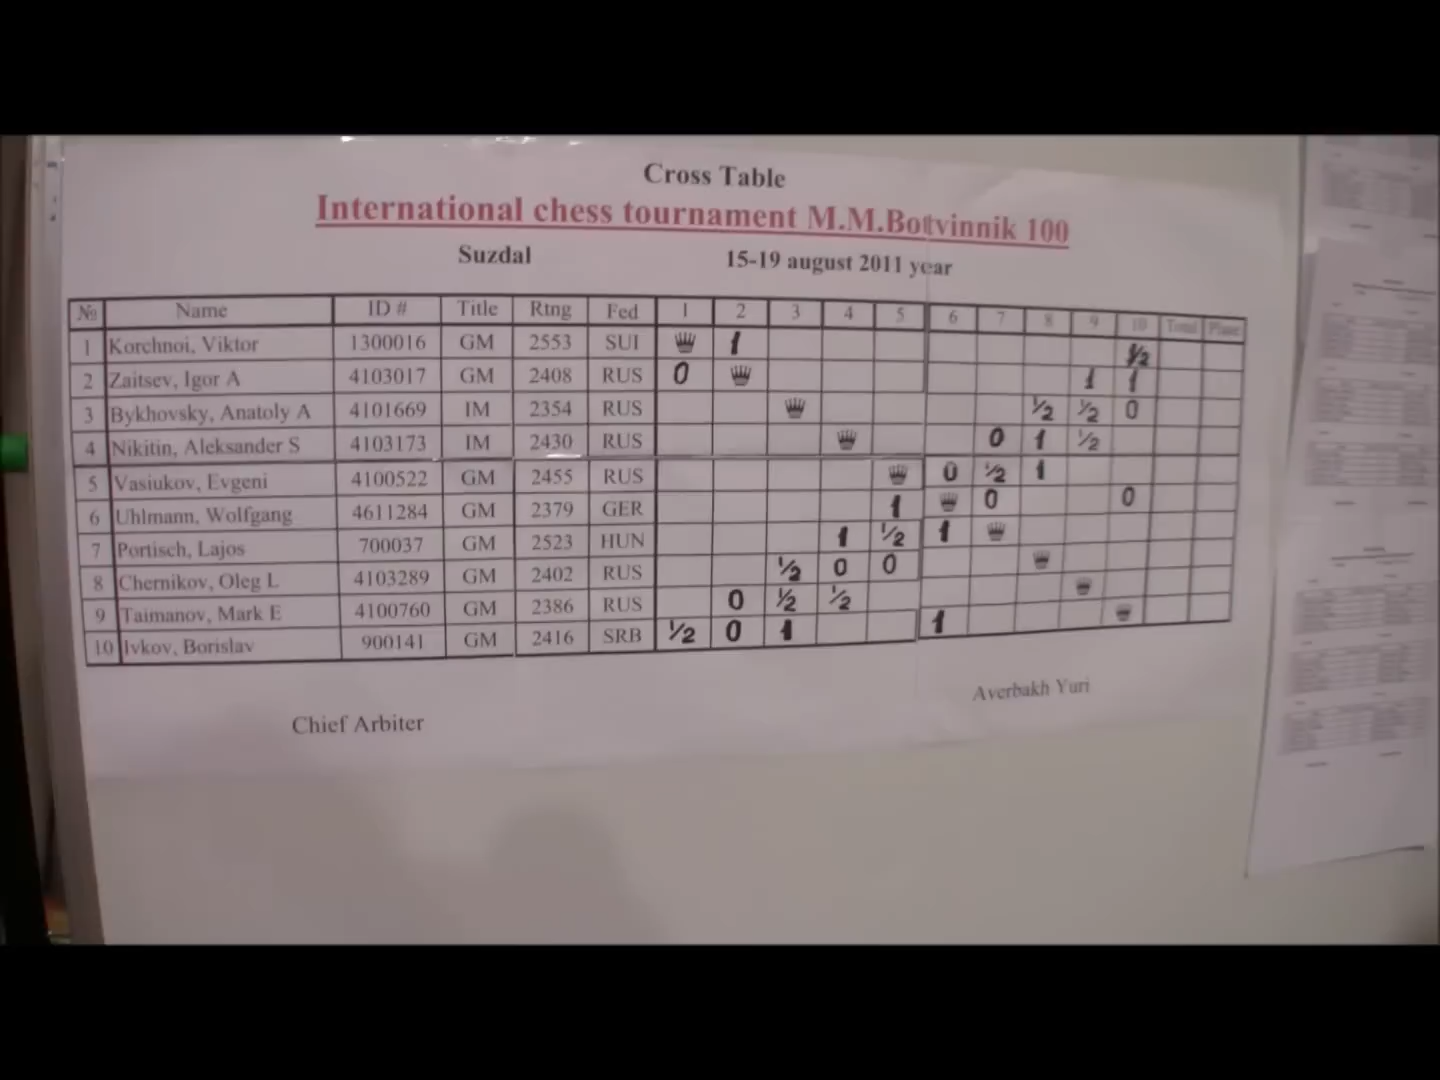 Cross Table
International chess tournament M.M.Botvinnik 100
Suzdal 15-19 august 2011 year
№ Name ID # Title Rtng Fed 1 2 3 4 5 6 7 8 9 10 Total Place
1 Korchnoi, Viktor 1300016 GM 2553 SUI 1 ½
2 Zaitsev, Igor A 4103017 GM 2408 RUS 0 1 1
3 Bykhovsky, Anatoly A 4101669 IM 2354 RUS ½ ½ 0
4 Nikitin, Aleksander S 4103173 IM 2430 RUS 0 1 ½
5 Vasiukov, Evgeni 4100522 GM 2455 RUS 0 ½ 1
6 Uhlmann, Wolfgang 4611284 GM 2379 GER 1 0 0
7 Portisch, Lajos 700037 GM 2523 HUN 1 ½ 1
8 Chernikov, Oleg L 4103289 GM 2402 RUS ½ 0 0
9 Taimanov, Mark E 4100760 GM 2386 RUS 0 ½ ½
10 Ivkov, Borislav 900141 GM 2416 SRB ½ 0 1 1
Chief Arbiter Averbakh Yuri